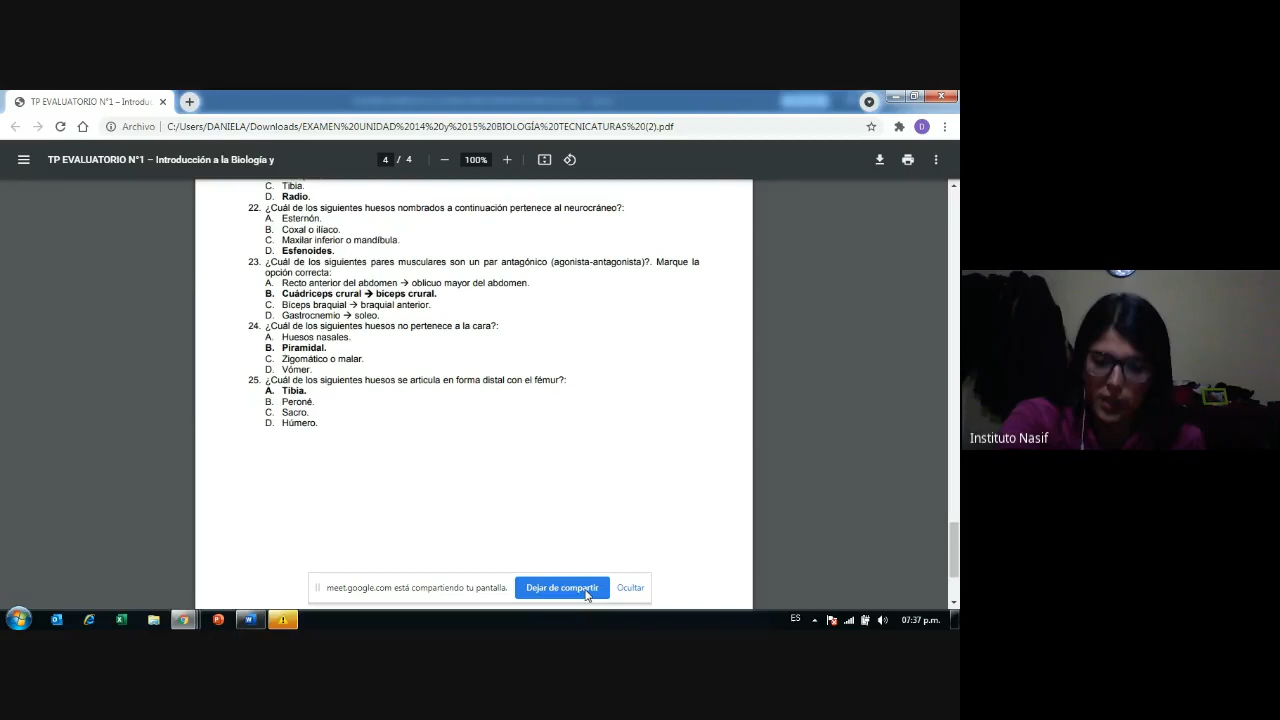 TP EVALUATORIO N°1 – Introduc
Archivo
C:/Users/DANIELA/Downloads/EXAMEN%20UNIDAD%2014%20y%2015%20BIOLOGÍA%20TECNICATURAS%20(2).pdf
D
TP EVALUATORIO N°1 – Introducción a la Biología y
4 / 4
100%
C. Tibia.
D. Radio.
22. ¿Cuál de los siguientes huesos nombrados a continuación pertenece al neurocráneo?:
A. Esternón.
B. Coxal o ilíaco.
C. Maxilar inferior o mandíbula.
D. Esfenoides.
23. ¿Cuál de los siguientes pares musculares son un par antagónico (agonista-antagonista)?. Marque la
opción correcta:
A. Recto anterior del abdomen → oblicuo mayor del abdomen.
B. Cuádriceps crural → bíceps crural.
C. Bíceps braquial → braquial anterior.
D. Gastrocnemio → soleo.
24. ¿Cuál de los siguientes huesos no pertenece a la cara?:
A. Huesos nasales.
B. Piramidal.
C. Zigomático o malar.
D. Vómer.
25. ¿Cuál de los siguientes huesos se articula en forma distal con el fémur?:
A. Tibia.
B. Peroné.
C. Sacro.
D. Húmero.
Instituto Nasif
meet.google.com está compartiendo tu pantalla.
Dejar de compartir
Ocultar
ES
07:37 p.m.